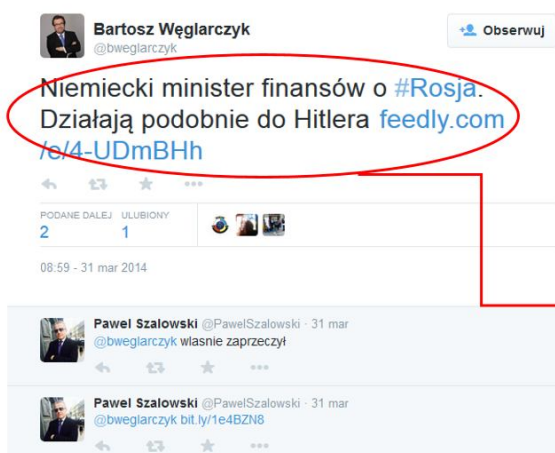 Bartosz Węglarczyk
@bweglarczyk
Obserwuj
Niemiecki minister finansów o #Rosja.
Działają podobnie do Hitlera feedly.com
/e/4-UDmBHh
PODANE DALEJ ULUBIONY
2 1
08:59 - 31 mar 2014
Pawel Szalowski @PawelSzalowski · 31 mar
@bweglarczyk wlasnie zaprzeczył
Pawel Szalowski @PawelSzalowski · 31 mar
@bweglarczyk bit.ly/1e4BZN8